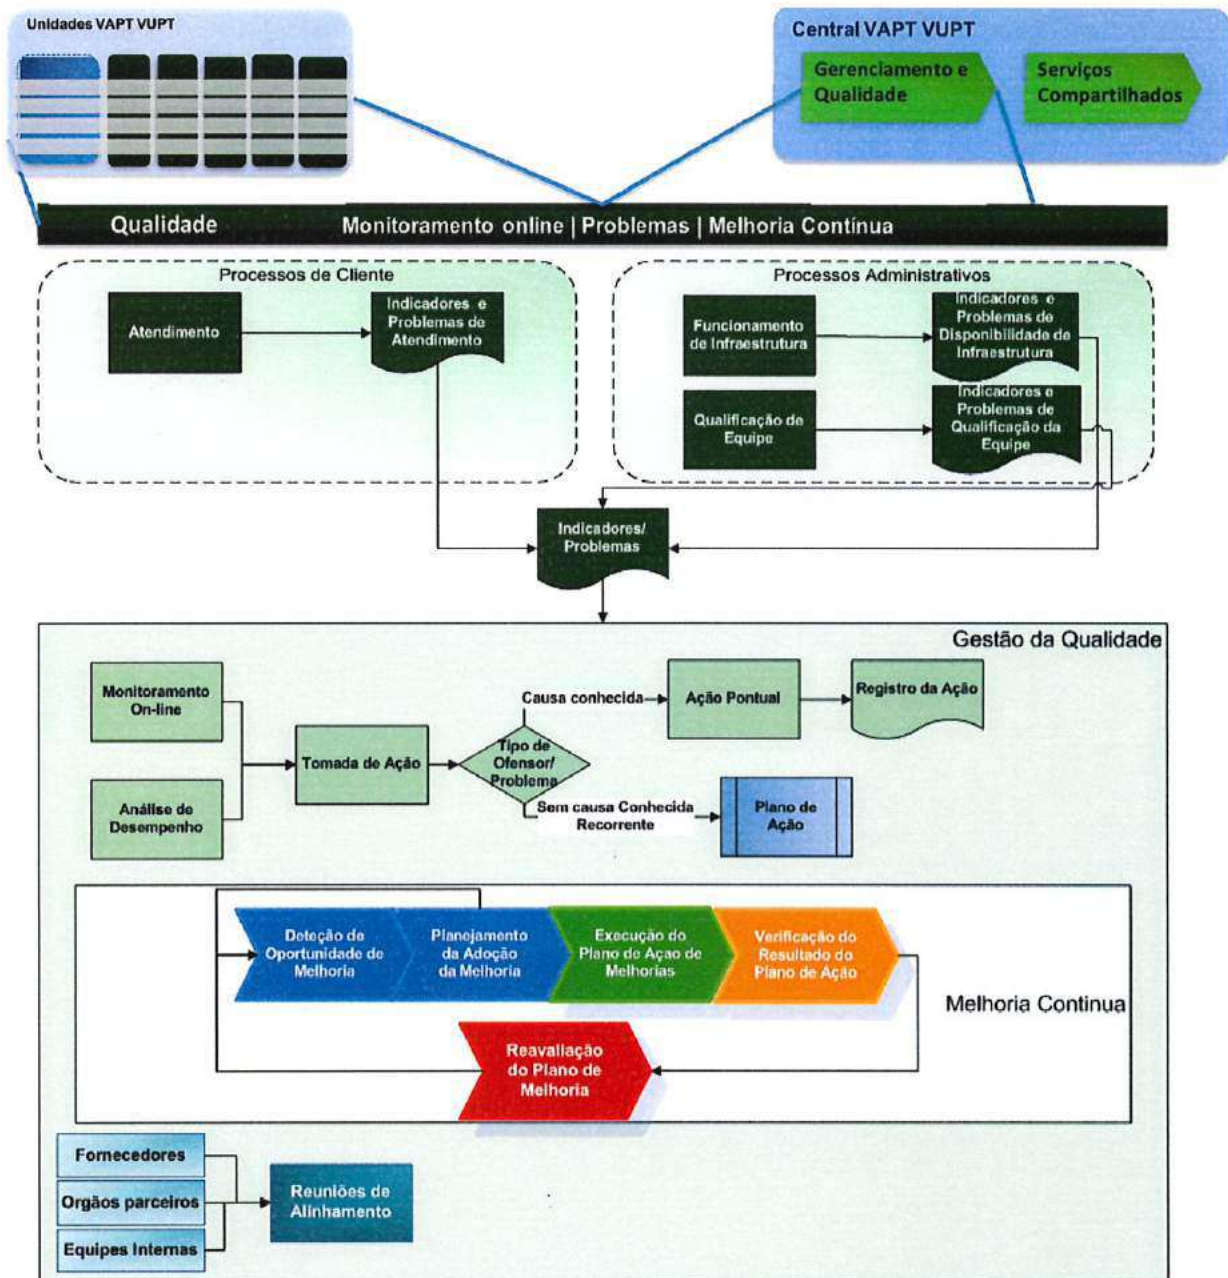 Unidades VAPT VUPT
Central VAPT VUPT
Gerenciamento e
Qualidade
Serviços
Compartilhados
Qualidade
Monitoramento online | Problemas | Melhoria Contínua
Processos de Cliente
Atendimento
Indicadores e
Problemas de
Atendimento
Processos Administrativos
Funcionamento
de Infraestrutura
Indicadores e
Problemas de
Disponibilidade de
Infraestrutura
Qualificação de
Equipe
Indicadores e
Problemas de
Qualificação da
Equipe
Indicadores/
Problemas
Gestão da Qualidade
Monitoramento
On-line
Análise de
Desempenho
Tomada de Ação
Tipo de
Ofensor/
Problema
Causa conhecida
Ação Pontual
Registro da Ação
Sem causa Conhecida
Recorrente
Plano de
Ação
Deteção de
Oportunidade de
Melhoria
Planejamento
da Adoção
da Melhoria
Execução do
Plano de Açao de
Melhorias
Verificação do
Resultado do
Plano de Ação
Melhoria Continua
Reavaliação
do Plano de
Melhoria
Fornecedores
Orgãos parceiros
Equipes Internas
Reuniões de
Alinhamento